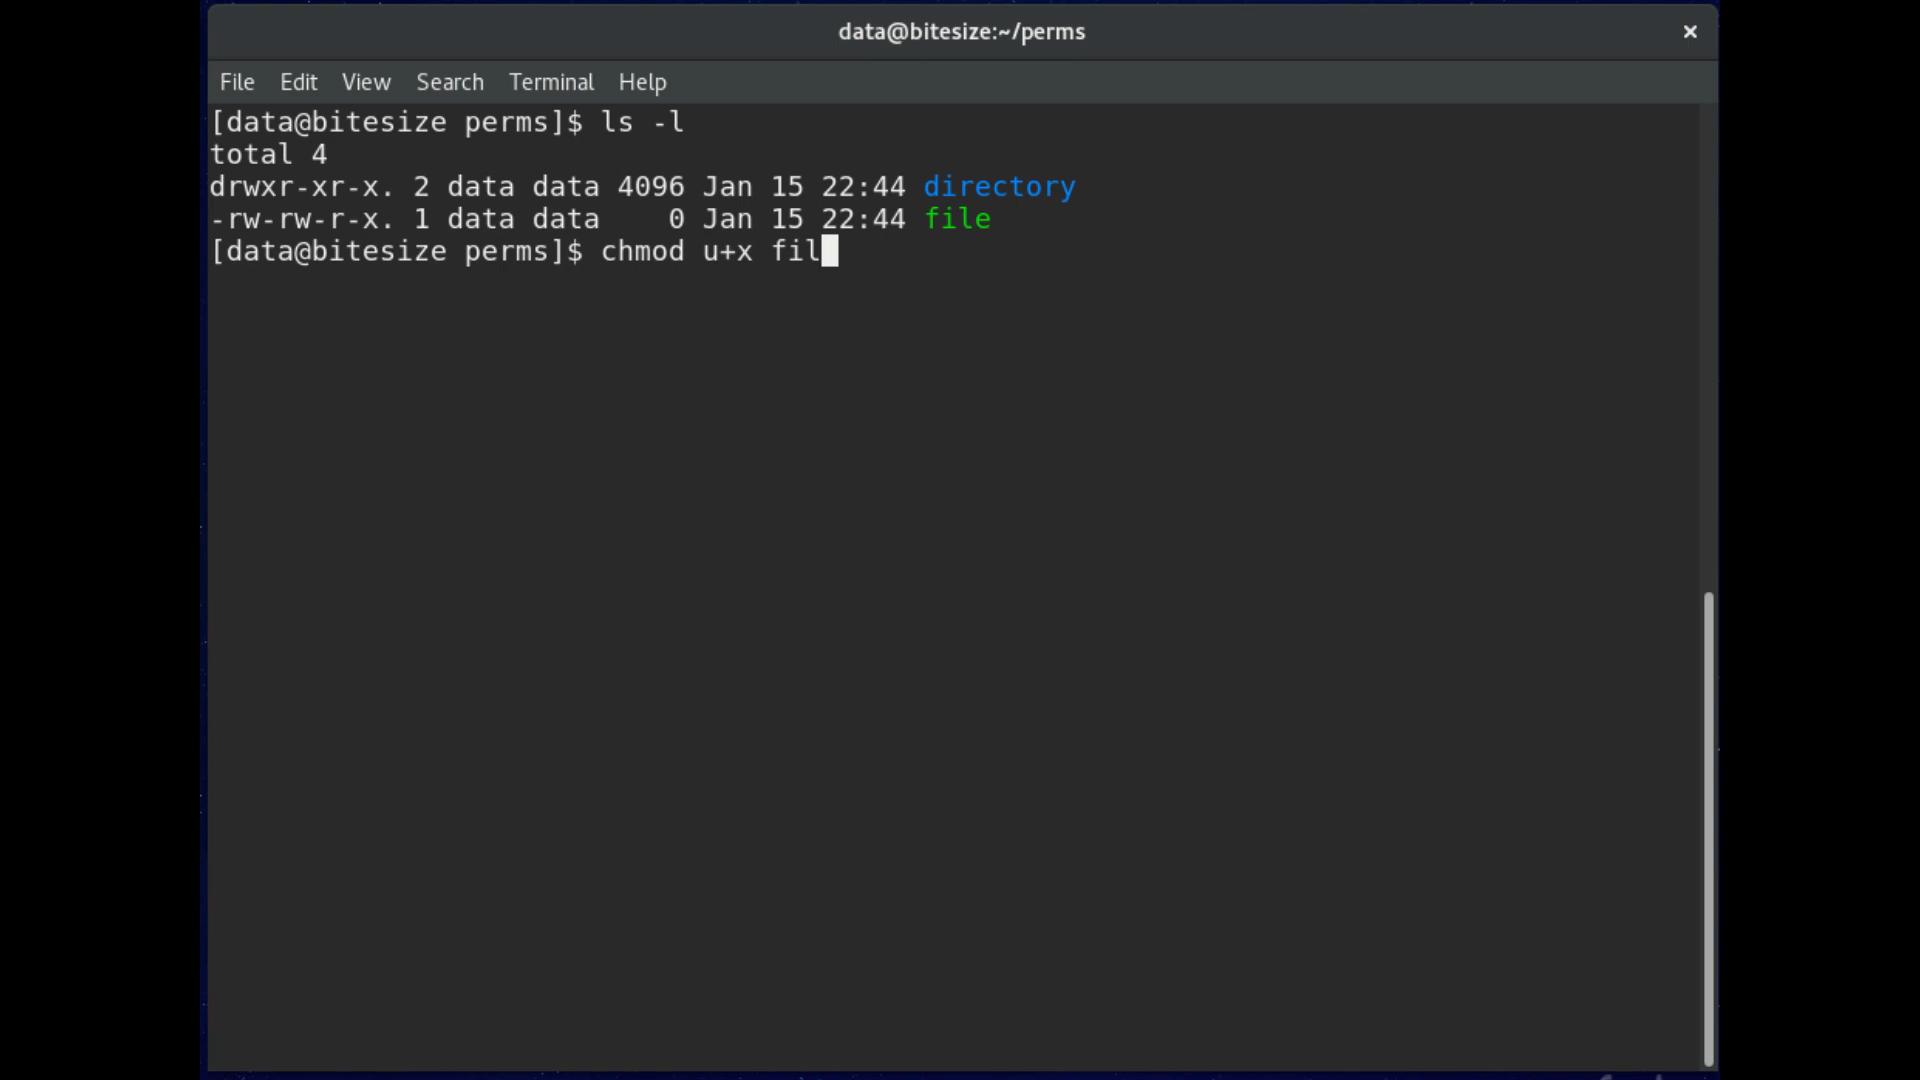 data@bitesize:~/perms
File Edit View Search Terminal Help
[data@bitesize perms]$ ls -l
total 4
drwxr-xr-x. 2 data data 4096 Jan 15 22:44 directory
-rw-rw-r-x. 1 data data    0 Jan 15 22:44 file
[data@bitesize perms]$ chmod u+x fil